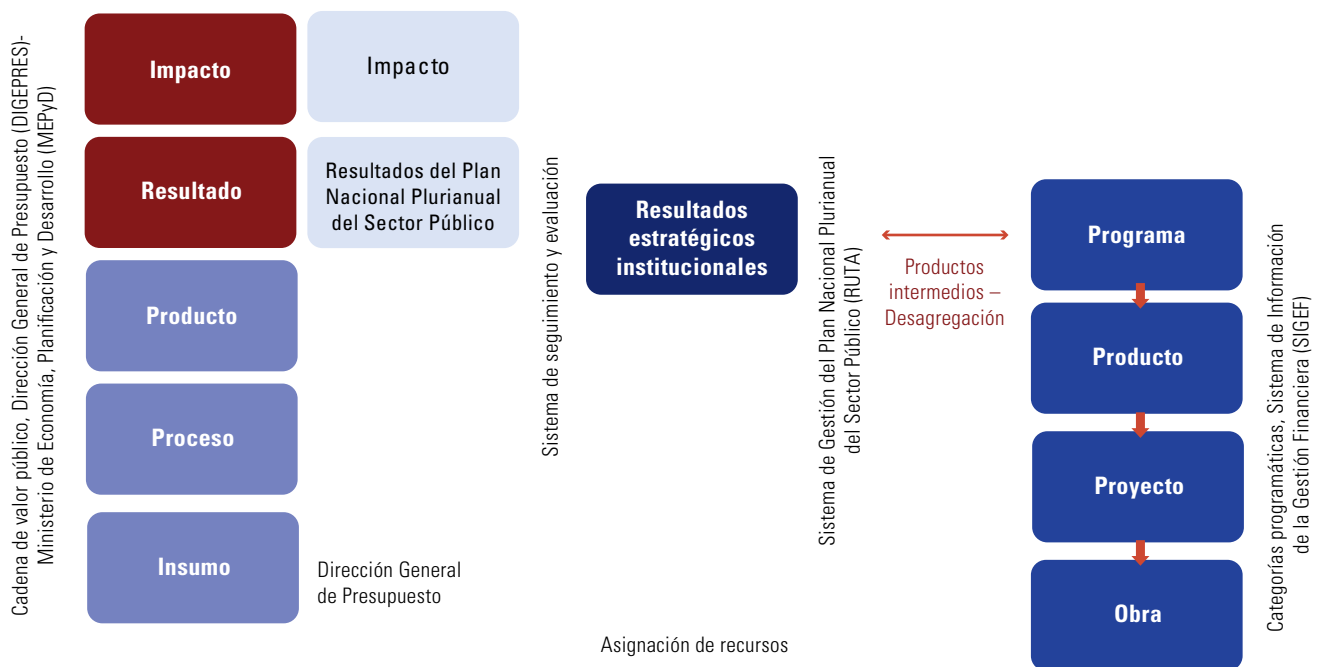 Cadena de valor público, Dirección General de Presupuesto (DIGEPRES)-
Ministerio de Economía, Planificación y Desarrollo (MEPyD)
Impacto
Impacto
Resultado
Resultados del Plan
Nacional Plurianual
del Sector Público
Producto
Proceso
Insumo
Dirección General
de Presupuesto
Sistema de seguimiento y evaluación
Resultados
estratégicos
institucionales
Asignación de recursos
Sistema de Gestión del Plan Nacional Plurianual
del Sector Público (RUTA)
Productos
intermedios –
Desagregación
Programa
Producto
Proyecto
Obra
Categorías programáticas, Sistema de Información
de la Gestión Financiera (SIGEF)